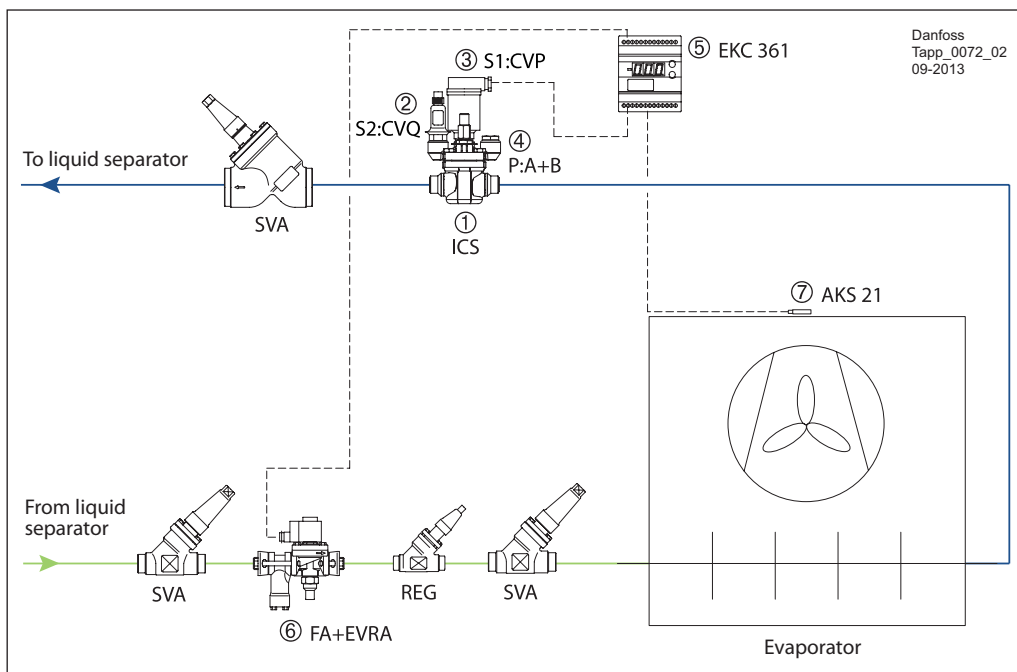 Danfoss
Tapp_0072_02
09-2013
⑤ EKC 361
③ S1:CVP
②
S2:CVQ
④
P:A+B
To liquid separator
SVA
①
ICS
⑦ AKS 21
From liquid
separator
SVA
REG
SVA
⑥ FA+EVRA
Evaporator